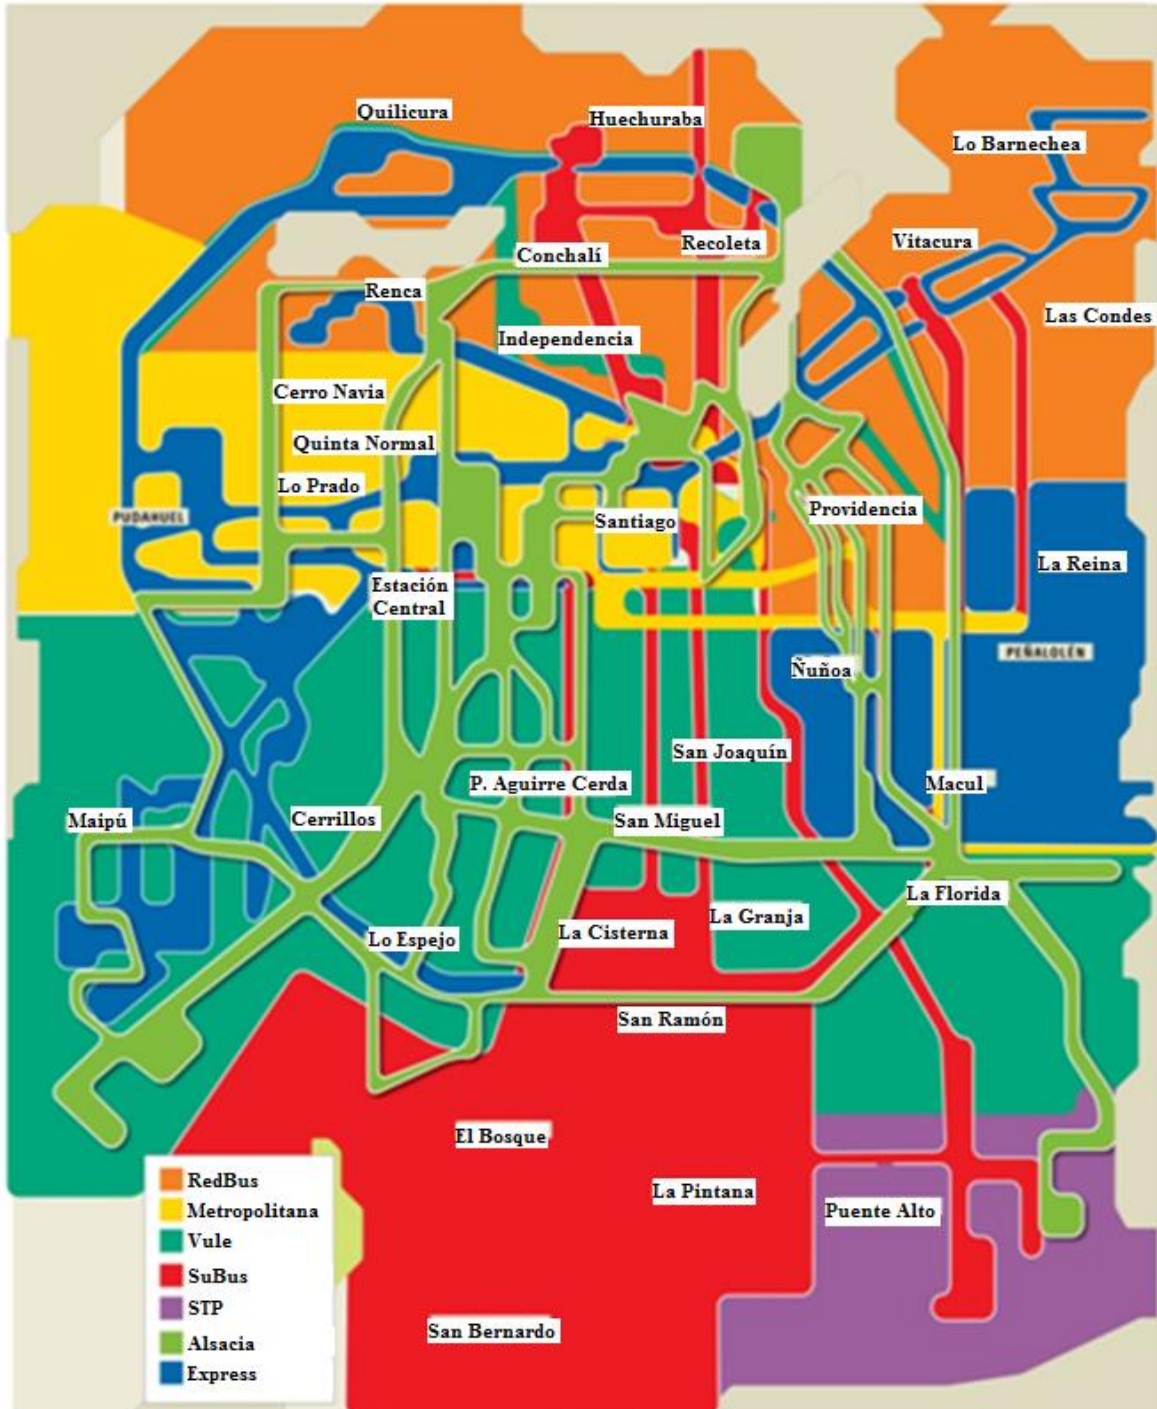 Quilicura
Huechuraba
Lo Barnechea
Recoleta
Vitacura
Conchalí
Renca
Las Condes
Independencia
Cerro Navia
Quinta Normal
Lo Prado
PUDAHUEL
Santiago
Providencia
La Reina
Estación
Central
PEÑALOLÉN
Ñuñoa
San Joaquín
P. Aguirre Cerda
Macul
Maipú
Cerrillos
San Miguel
La Florida
La Granja
Lo Espejo
La Cisterna
San Ramón
El Bosque
La Pintana
Puente Alto
San Bernardo
RedBus
Metropolitana
Vule
SuBus
STP
Alsacia
Express